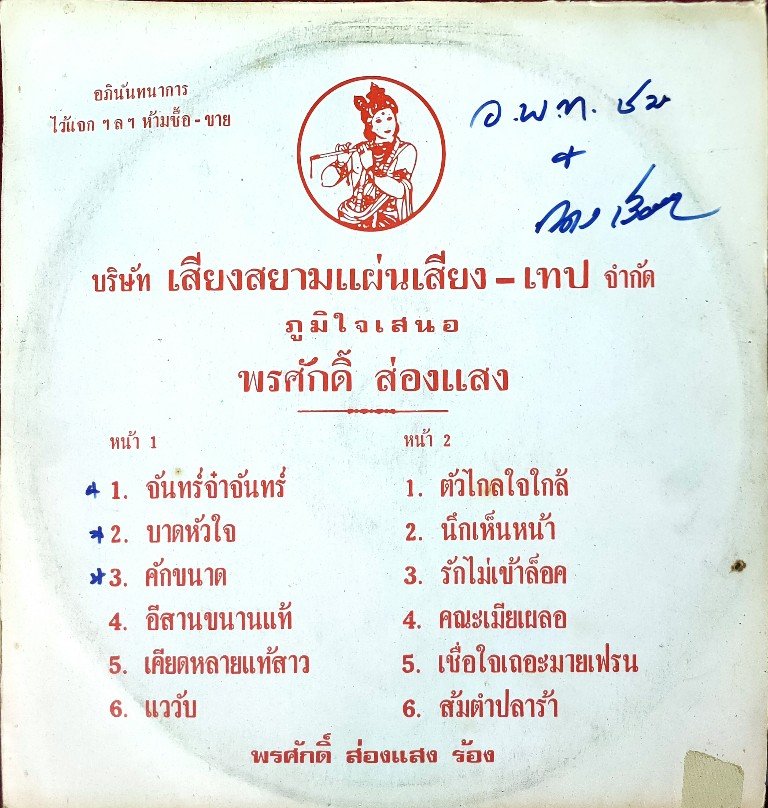 อภินันทนาการ
ไว้แจก ฯลฯ ห้ามซื้อ - ขาย
อ.พ.ท. ชม
บริษัท เสียงสยามแผ่นเสียง - เทป จำกัด
ภูมิใจเสนอ
พรศักดิ์ ส่องแสง
หน้า 1
1. จันทร์จ๋าจันทร์
2. บาดหัวใจ
3. คักขนาด
4. อีสานขนานแท้
5. เคียดหลายแท้สาว
6. แววับ
หน้า 2
1. ตัวไกลใจใกล้
2. นึกเห็นหน้า
3. รักไม่เข้าล็อค
4. คณะเมียเผลอ
5. เชื่อใจเถอะมายเฟรน
6. ส้มตำปลาร้า
พรศักดิ์ ส่องแสง ร้อง